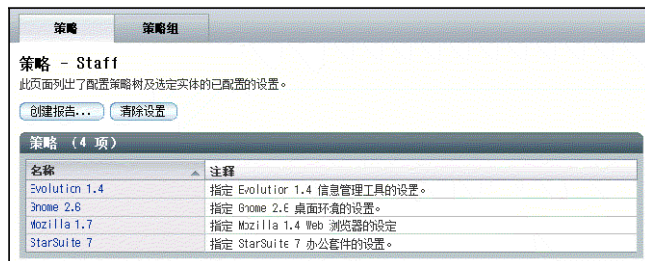 策略 策略组
策略 - Staff
此页面列出了配置策略树及选定实体的已配置的设置。
创建报告... 清除设置
策略 (4 项)
名称 注释
Evolution 1.4 指定 Evolution 1.4 信息管理工具的设置。
Gnome 2.6 指定 Gnome 2.6 桌面环境的设置。
Mozilla 1.7 指定 Mozilla 1.4 Web 浏览器的设定
StarSuite 7 指定 StarSuite 7 办公套件的设置。